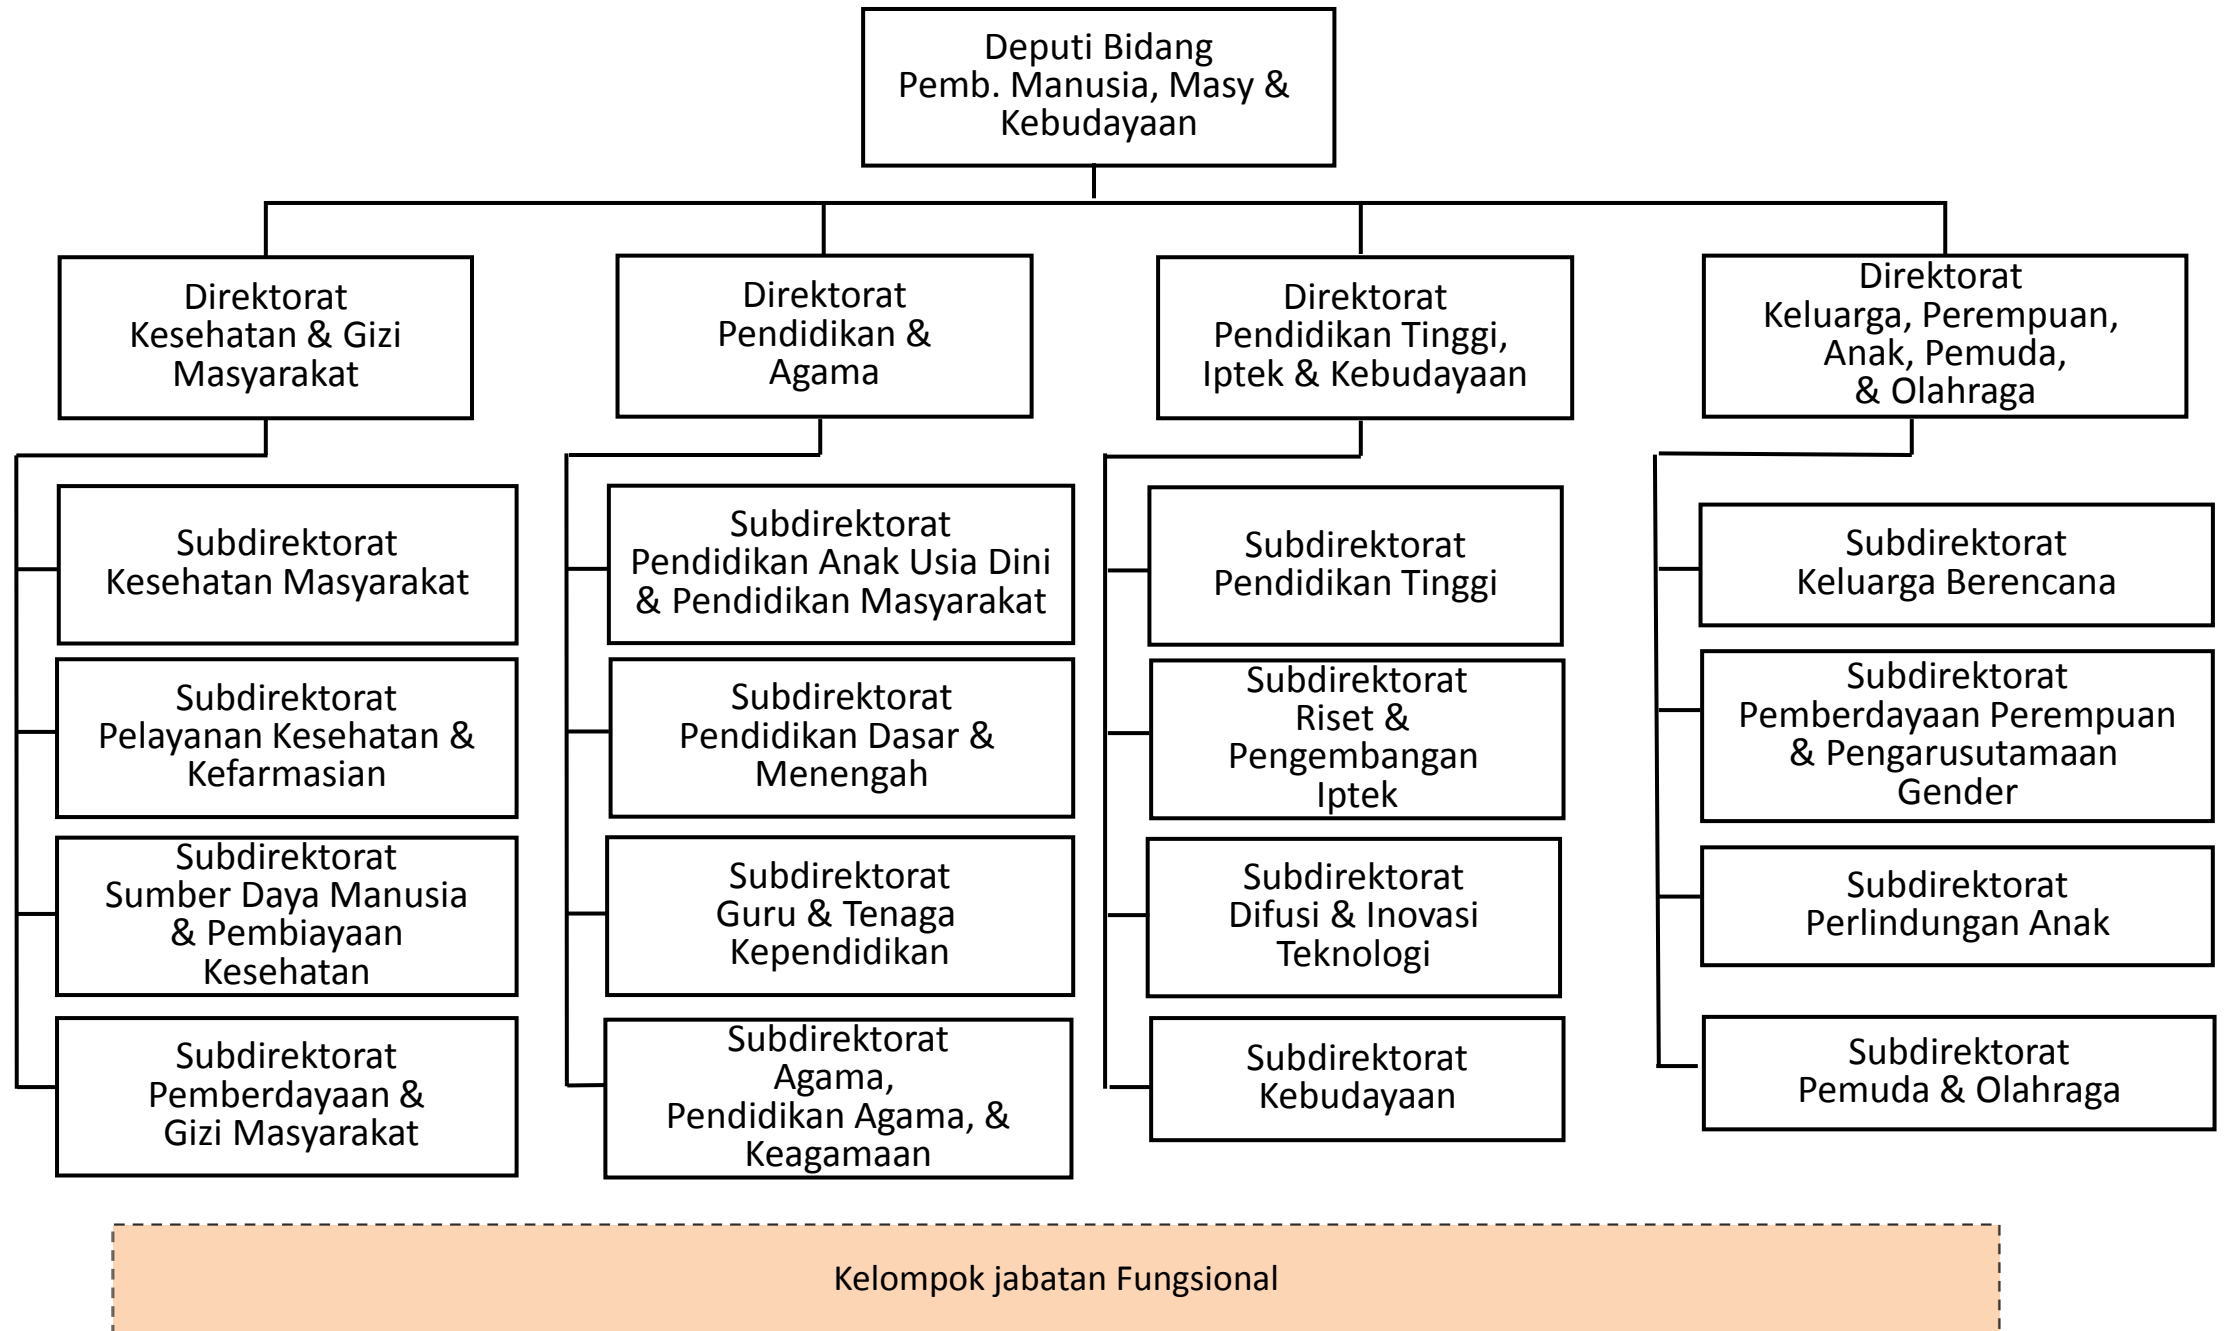 Deputi Bidang
Pemb. Manusia, Masy &
Kebudayaan
Direktorat
Kesehatan & Gizi
Masyarakat
Direktorat
Pendidikan &
Agama
Direktorat
Pendidikan Tinggi,
Iptek & Kebudayaan
Direktorat
Keluarga, Perempuan,
Anak, Pemuda,
& Olahraga
Subdirektorat
Kesehatan Masyarakat
Subdirektorat
Pelayanan Kesehatan &
Kefarmasian
Subdirektorat
Sumber Daya Manusia
& Pembiayaan
Kesehatan
Subdirektorat
Pemberdayaan &
Gizi Masyarakat
Subdirektorat
Pendidikan Anak Usia Dini
& Pendidikan Masyarakat
Subdirektorat
Pendidikan Dasar &
Menengah
Subdirektorat
Guru & Tenaga
Kependidikan
Subdirektorat
Agama,
Pendidikan Agama, &
Keagamaan
Subdirektorat
Pendidikan Tinggi
Subdirektorat
Riset &
Pengembangan
Iptek
Subdirektorat
Difusi & Inovasi
Teknologi
Subdirektorat
Kebudayaan
Subdirektorat
Keluarga Berencana
Subdirektorat
Pemberdayaan Perempuan
& Pengarusutamaan
Gender
Subdirektorat
Perlindungan Anak
Subdirektorat
Pemuda & Olahraga
Kelompok jabatan Fungsional